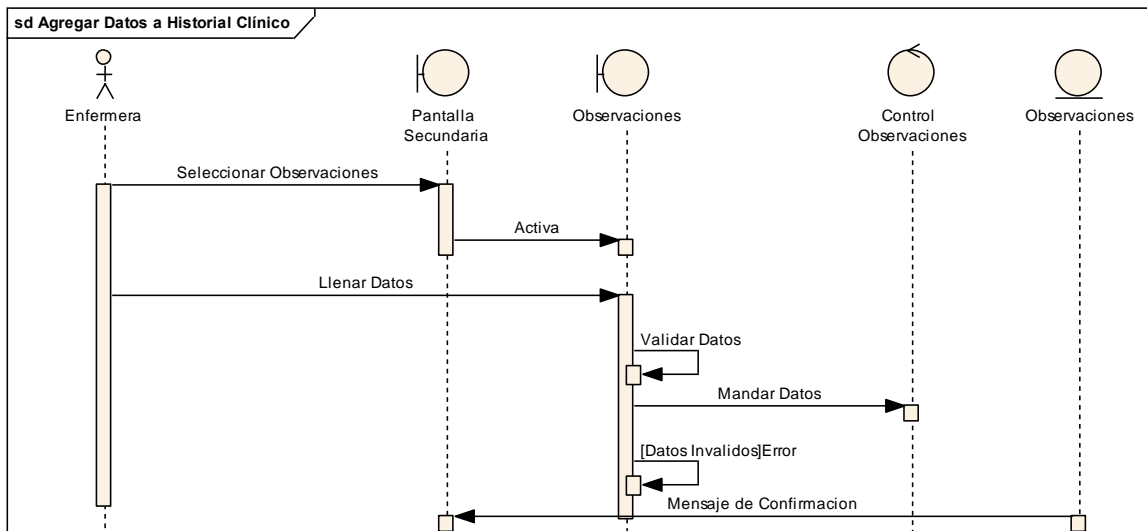 sd Agregar Datos a Historial Clínico
Enfermera
Pantalla
Secundaria
Observaciones
Control
Observaciones
Observaciones
Seleccionar Observaciones
Activa
Llenar Datos
Validar Datos
Mandar Datos
[Datos Invalidos]Error
Mensaje de Confirmacion